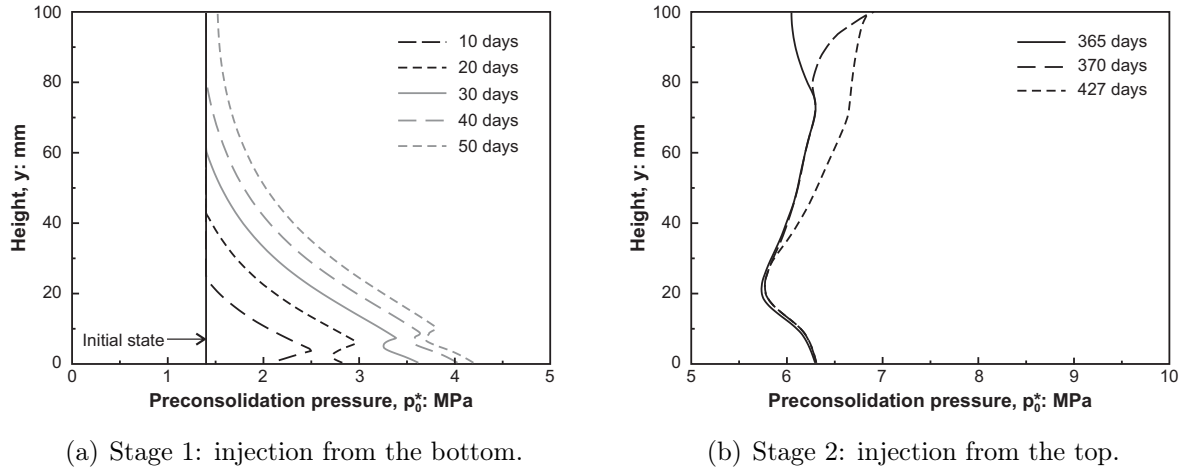 100
80
60
40
20
0
Height, y: mm
0 1 2 3 4 5
Preconsolidation pressure, p₀*: MPa
10 days
20 days
30 days
40 days
50 days
Initial state
(a) Stage 1: injection from the bottom.
100
80
60
40
20
0
Height, y: mm
5 6 7 8 9 10
Preconsolidation pressure, p₀*: MPa
365 days
370 days
427 days
(b) Stage 2: injection from the top.